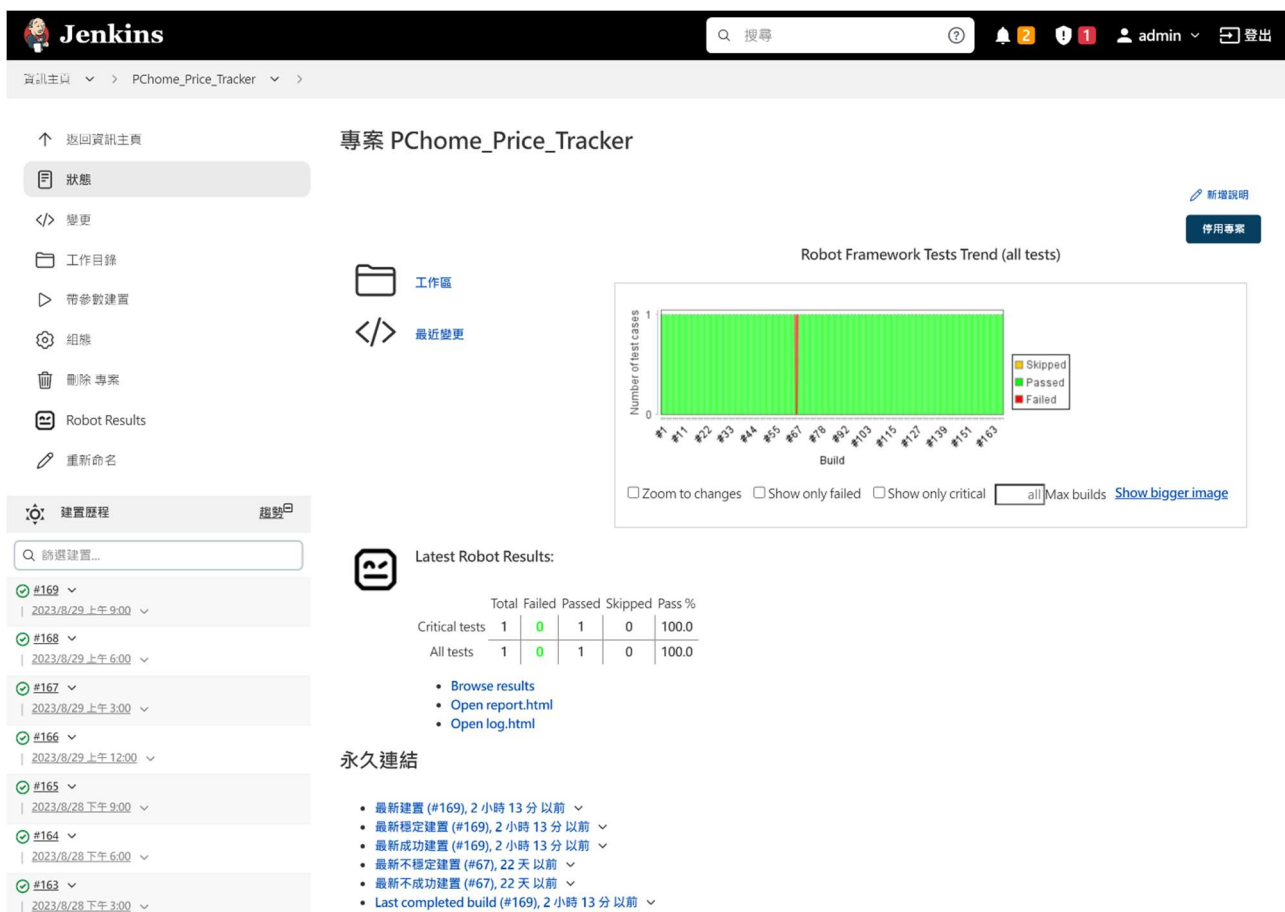 Jenkins
搜尋
2
1
admin
登出
資訊主頁 > PChome_Price_Tracker >
返回資訊主頁
狀態
變更
工作目錄
帶參數建置
組態
刪除 專案
Robot Results
重新命名
建置歷程
趨勢
篩選建置...
#169
2023/8/29 上午 9:00
#168
2023/8/29 上午 6:00
#167
2023/8/29 上午 3:00
#166
2023/8/29 上午 12:00
#165
2023/8/28 下午 9:00
#164
2023/8/28 下午 6:00
#163
2023/8/28 下午 3:00
專案 PChome_Price_Tracker
新增說明
停用專案
工作區
最近變更
Robot Framework Tests Trend (all tests)
Number of test cases
1
0
#1 #11 #22 #33 #44 #55 #67 #78 #92 #103 #115 #127 #139 #151 #163
Build
Skipped
Passed
Failed
Zoom to changes Show only failed Show only critical all Max builds Show bigger image
Latest Robot Results:
Total Failed Passed Skipped Pass %
Critical tests 1 0 1 0 100.0
All tests 1 0 1 0 100.0
• Browse results
• Open report.html
• Open log.html
永久連結
• 最新建置 (#169), 2 小時 13 分 以前
• 最新穩定建置 (#169), 2 小時 13 分 以前
• 最新成功建置 (#169), 2 小時 13 分 以前
• 最新不穩定建置 (#67), 22 天 以前
• 最新不成功建置 (#67), 22 天 以前
• Last completed build (#169), 2 小時 13 分 以前